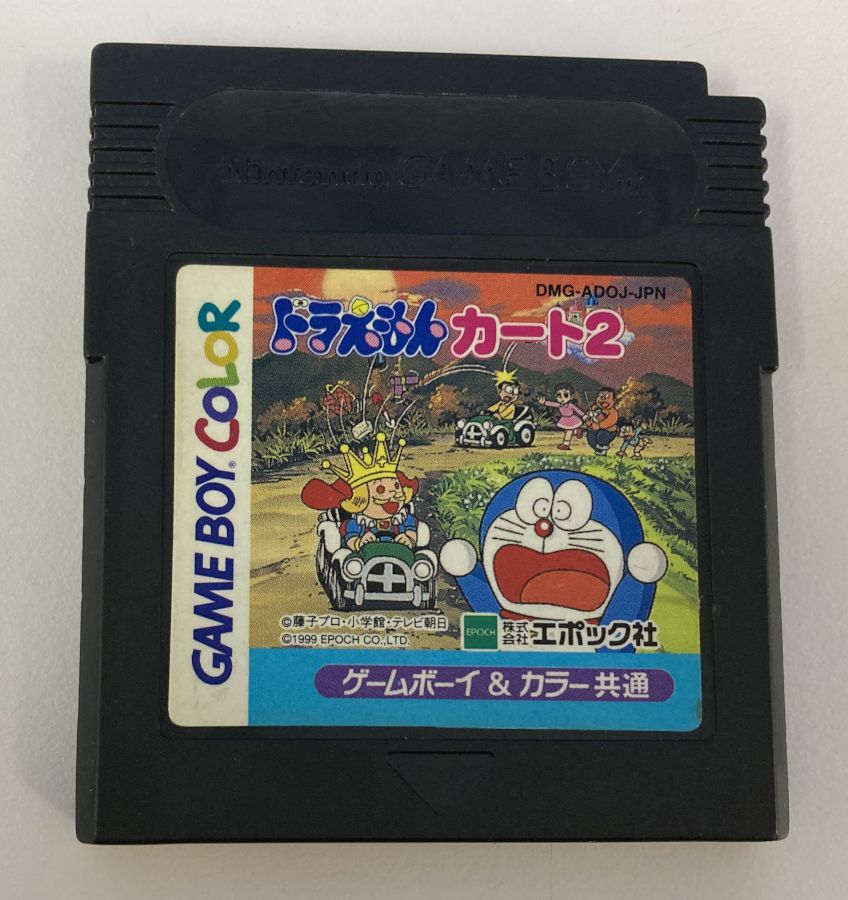 Nintendo GAME BOY™
DMG-ADOJ-JPN
ドラえもん カート2
GAME BOY® COLOR
©藤子プロ・小学館・テレビ朝日
©1999 EPOCH CO.,LTD.
EPOCH 株式会社 エポック社
ゲームボーイ & カラー 共通